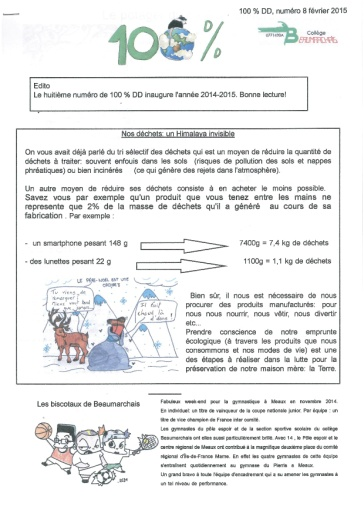 100 % DD, numéro 8 février 2015
100 DD %
Collège
BEAUMARCHAIS
Edito
Le huitième numéro de 100 % DD inaugure l'année 2014-2015. Bonne lecture!
Nos déchets: un Himalaya invisible
On vous avait déjà parlé du tri sélectif des déchets qui est un moyen de réduire la quantité de
déchets à traiter: souvent enfouis dans les sols (risques de pollution des sols et nappes
phréatiques) ou bien incinérés (ce qui génère des rejets dans l'atmosphère).
Un autre moyen de réduire ses déchets consiste à en acheter le moins possible.
Savez vous par exemple qu'un produit que vous tenez entre les mains ne
represente que 2% de la masse de déchets qu'il a généré au cours de sa
fabrication . Par exemple :
- un smartphone pesant 148 g
7400g = 7,4 kg de déchets
- des lunettes pesant 22 g
1100g = 1,1 kg de déchets
LE PÈRE-NOËL EST UNE
Il fait
chaud
Bien sûr, il nous est nécessaire de nous
procurer des produits manufacturés: pour
nous nous nourrir, nous vêtir, nous divertir
etc...
Prendre conscience de notre emprunte
écologique (à travers les produits que nous
consommons et nos modes de vie) est une
des étapes à réaliser dans la lutte pour la
préservation de notre maison mère: la Terre.
Les biscotaux de Beaumarchais
Fabuleux week-end pour la gymnastique à Meaux en novembre 2014.
En individuel: un titre de vainqueur de la coupe nationale junior. Par équipe : un
titre de vice champion de France inter comité.
Les gymnastes du pôle espoir et de la section sportive scolaire du collège
Beaumarchais ont elles aussi particulièrement brillé. Avec 14 , le Pôle espoir et le
centre régional de Meaux ont contribué à la magnifique deuxième place du comité
régional d'Île-de-France Marne. En effet les quatre gymnastes de cette équipe
s'entraînent quotidiennement au gymnase du Pierris à Meaux.
Un grand bravo à toute l'équipe d'encadrement qui a su amener les gymnastes à
un tel niveau de performance.